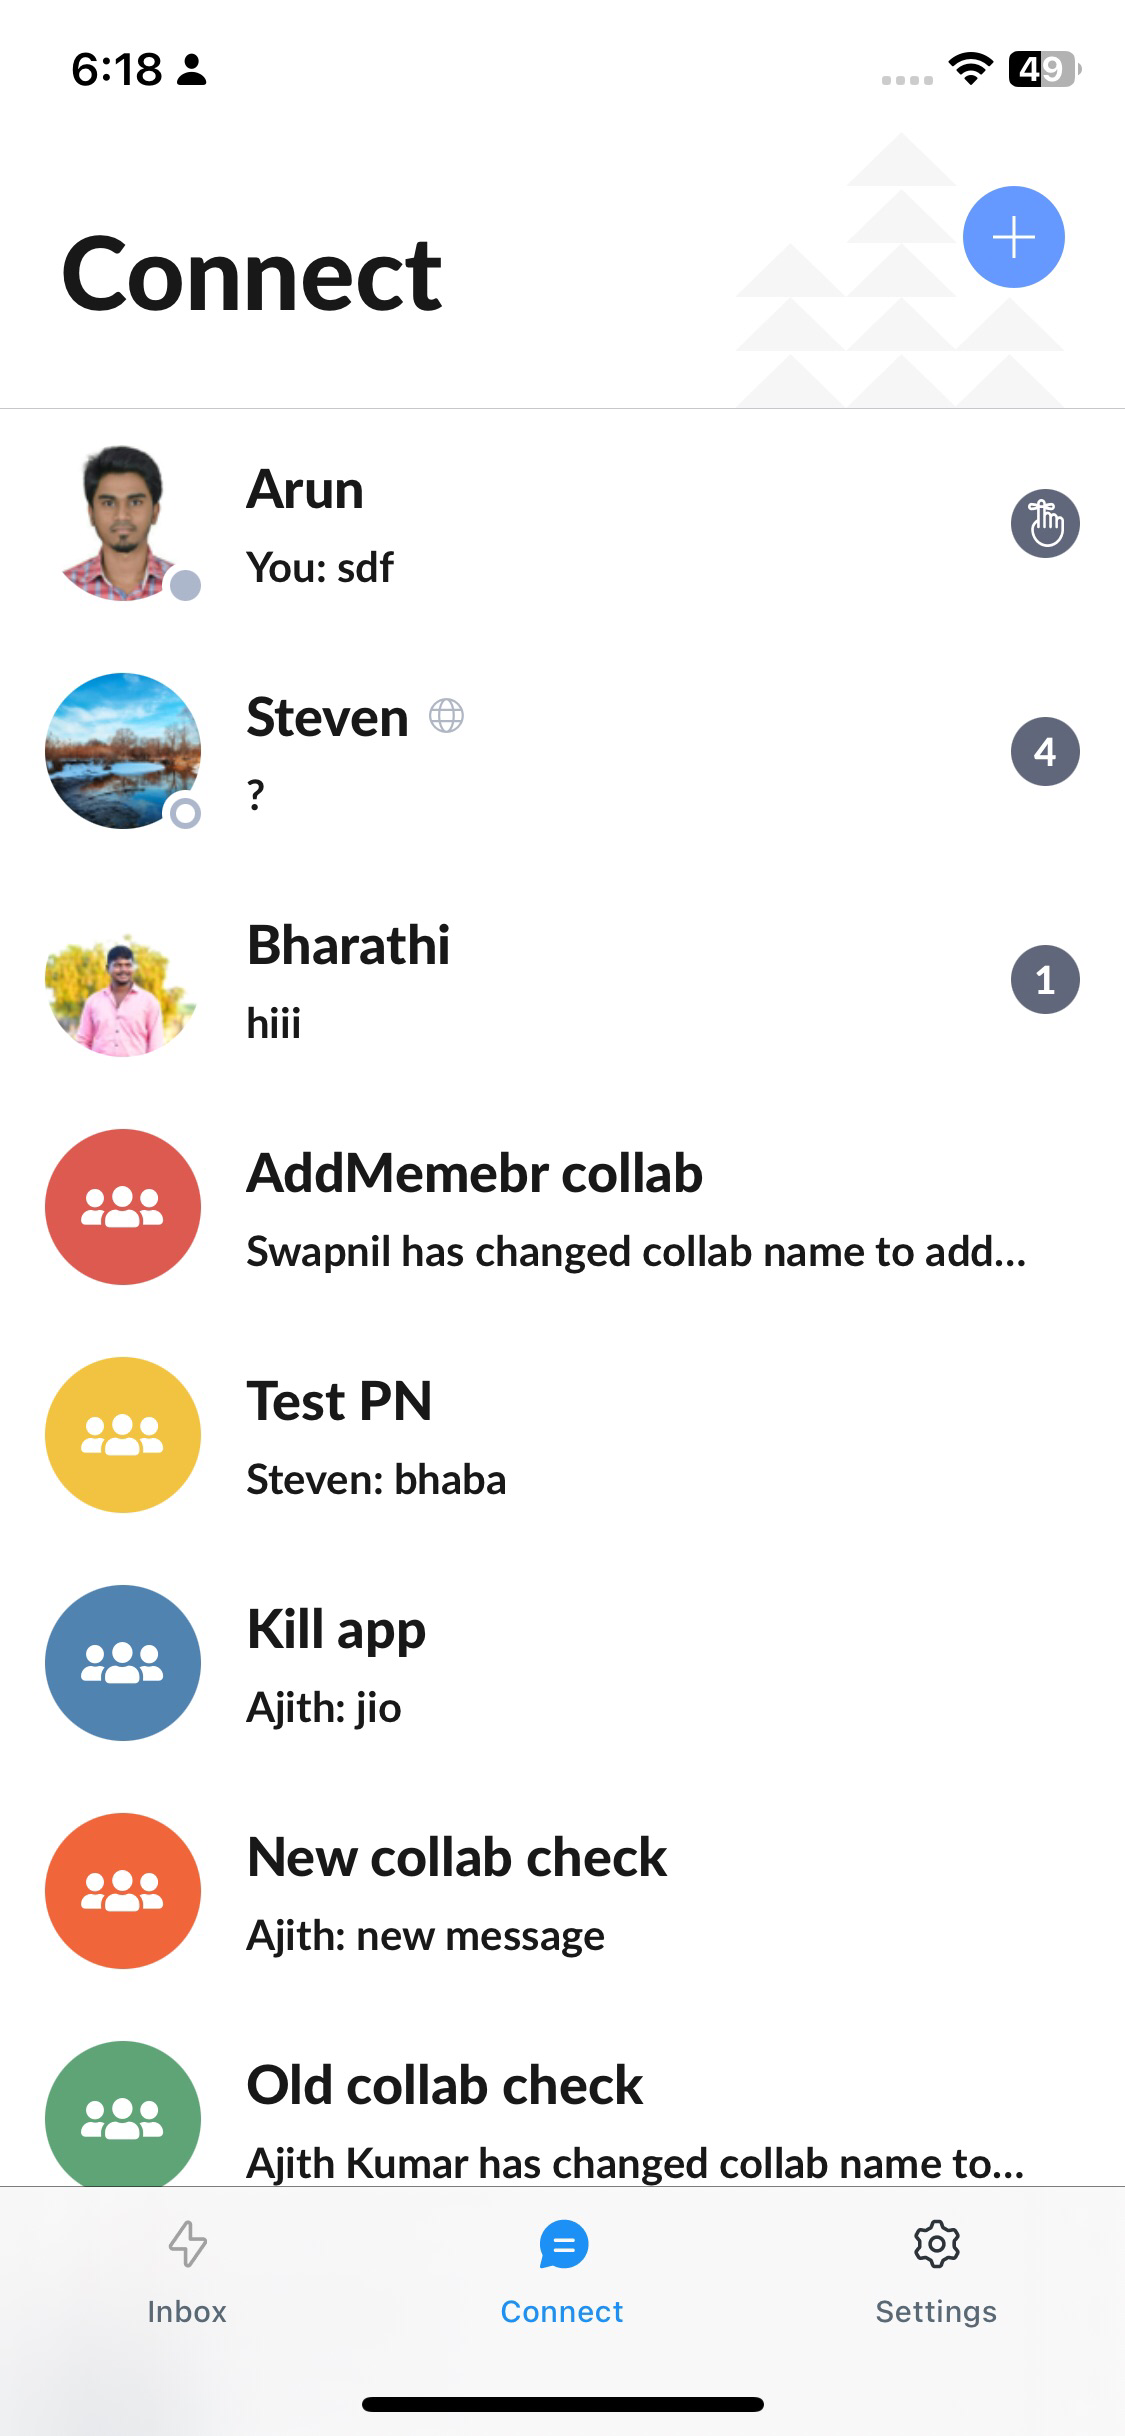 6:18
49
Connect
Arun
You: sdf
Steven
?
4
Bharathi
hiii
1
AddMemebr collab
Swapnil has changed collab name to add...
Test PN
Steven: bhaba
Kill app
Ajith: jio
New collab check
Ajith: new message
Old collab check
Ajith Kumar has changed collab name to...
Inbox
Connect
Settings